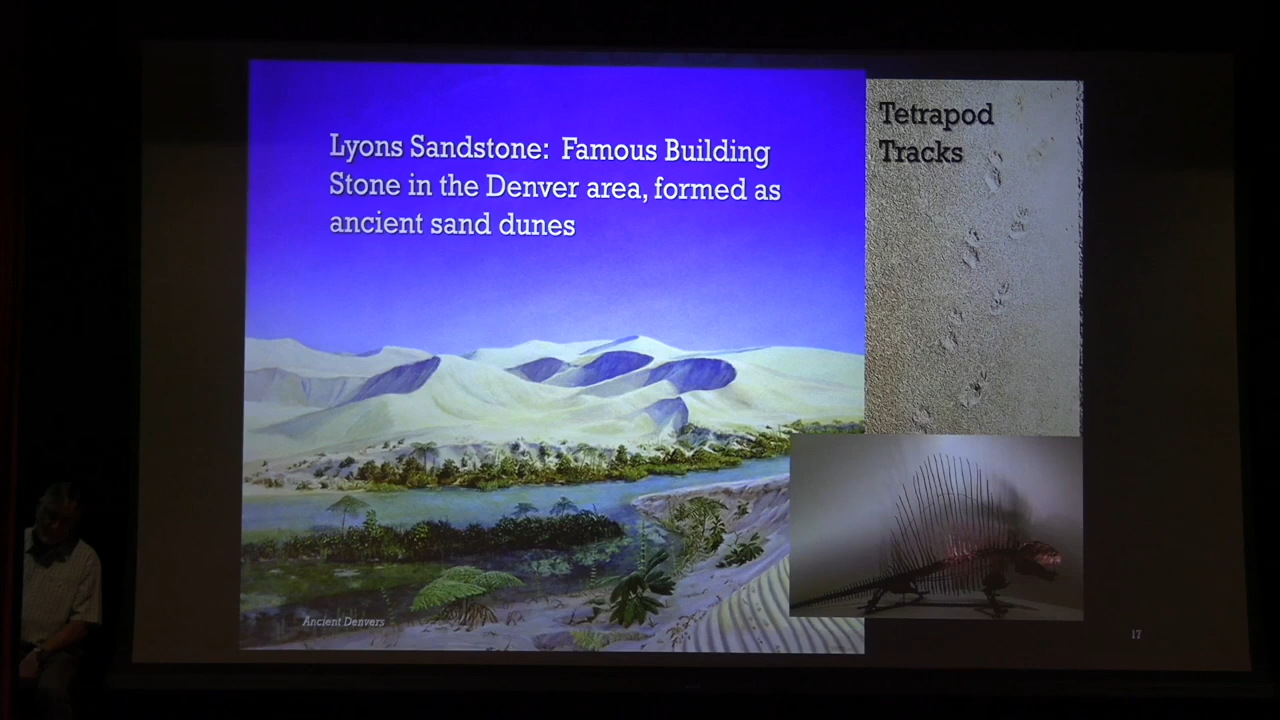 Lyons Sandstone: Famous Building
Stone in the Denver area, formed as
ancient sand dunes
Tetrapod
Tracks
Ancient Denvers
17